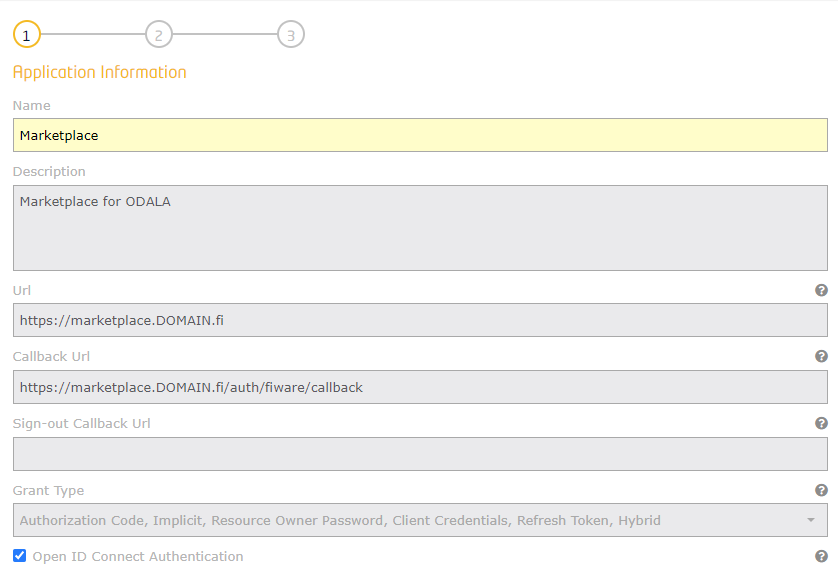 1 2 3
Application Information
Name
Marketplace
Description
Marketplace for ODALA
Url ?
https://marketplace.DOMAIN.fi
Callback Url ?
https://marketplace.DOMAIN.fi/auth/fiware/callback
Sign-out Callback Url ?
Grant Type ?
Authorization Code, Implicit, Resource Owner Password, Client Credentials, Refresh Token, Hybrid
Open ID Connect Authentication ?